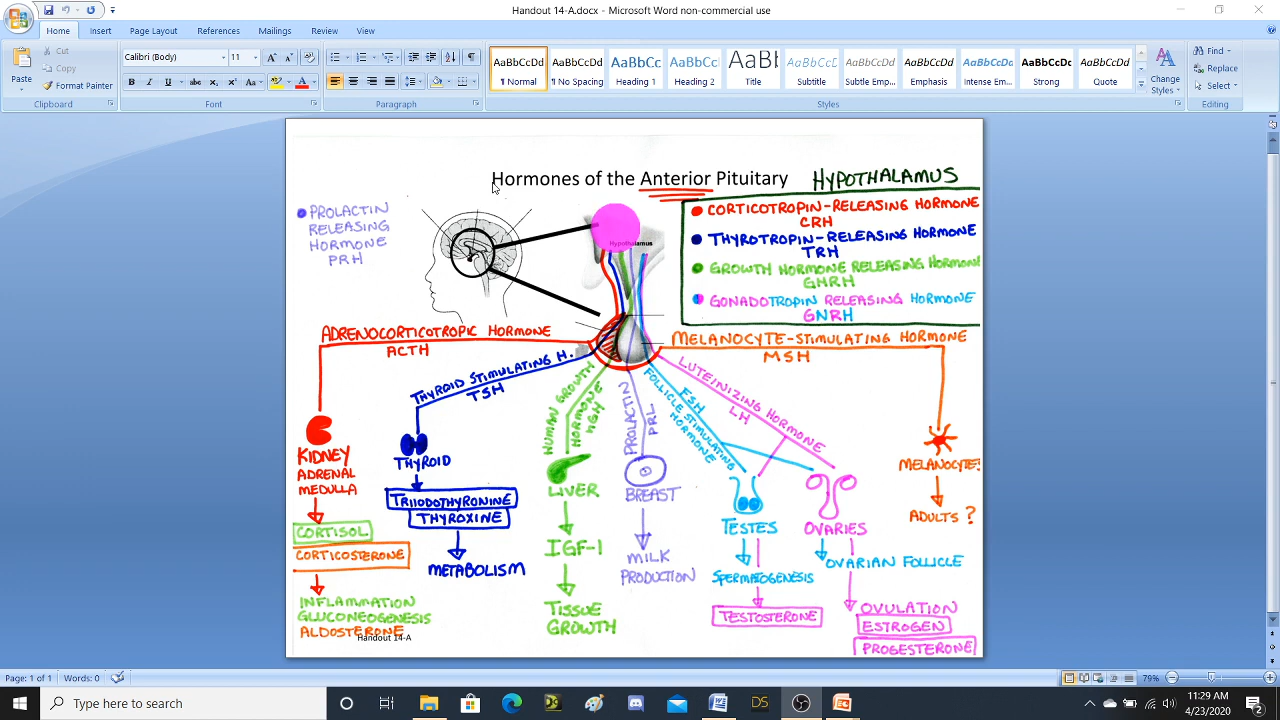 Handout 14-A.docx - Microsoft Word non-commercial use
Home Insert Page Layout References Mailings Review View
Paste
Cut
Copy
Format Painter
Clipboard
Calibri (Body) 11
Font
Paragraph
AaBbCcDd AaBbCcDd AaBbCc AaBbCc AaBbCcDd AaBbCcDd AaBbCcDd AaBbCcDd AaBbCcDc AaBbCcDd
¶ Normal ¶ No Spacing Heading 1 Heading 2 Title Subtitle Subtle Emp... Emphasis Intense Em... Strong Quote
Styles
Change
Styles
Find
Replace
Select
Editing
Hormones of the Anterior Pituitary
HYPOTHALAMUS
PROLACTIN
RELEASING
HORMONE
PRH
Hypothalamus
CORTICOTROPIN-RELEASING HORMONE
CRH
THYROTROPIN-RELEASING HORMONE
TRH
GROWTH HORMONE RELEASING HORMON
GHRH
GONADOTROPIN RELEASING HORMONE
GNRH
ADRENOCORTICOTROPIC HORMONE
ACTH
KIDNEY
ADRENAL
MEDULLA
CORTISOL
CORTICOSTERONE
INFLAMMATION
GLUCONEOGENESIS
ALDOSTERONE
Handout 14-A
THYROID STIMULATING H.
TSH
THYROID
TRIIODOTHYRONINE
THYROXINE
METABOLISM
HUMAN GROWTH
HORMONE
HGH
LIVER
IGF-1
TISSUE
GROWTH
PROLACTIN
PRL
BREAST
MILK
PRODUCTION
FSH
FOLLICLE STIMULATING
HORMONE
LUTEINIZING HORMONE
LH
TESTES
SPERMATOGENESIS
TESTOSTERONE
OVARIES
OVARIAN FOLLICLE
OVULATION
ESTROGEN
PROGESTERONE
MELANOCYTE-STIMULATING HORMONE
MSH
MELANOCYTES
ADULTS ?
Page: 1 of 1 Words: 0
79%
Type here to search
11:29 AM
4/23/2020